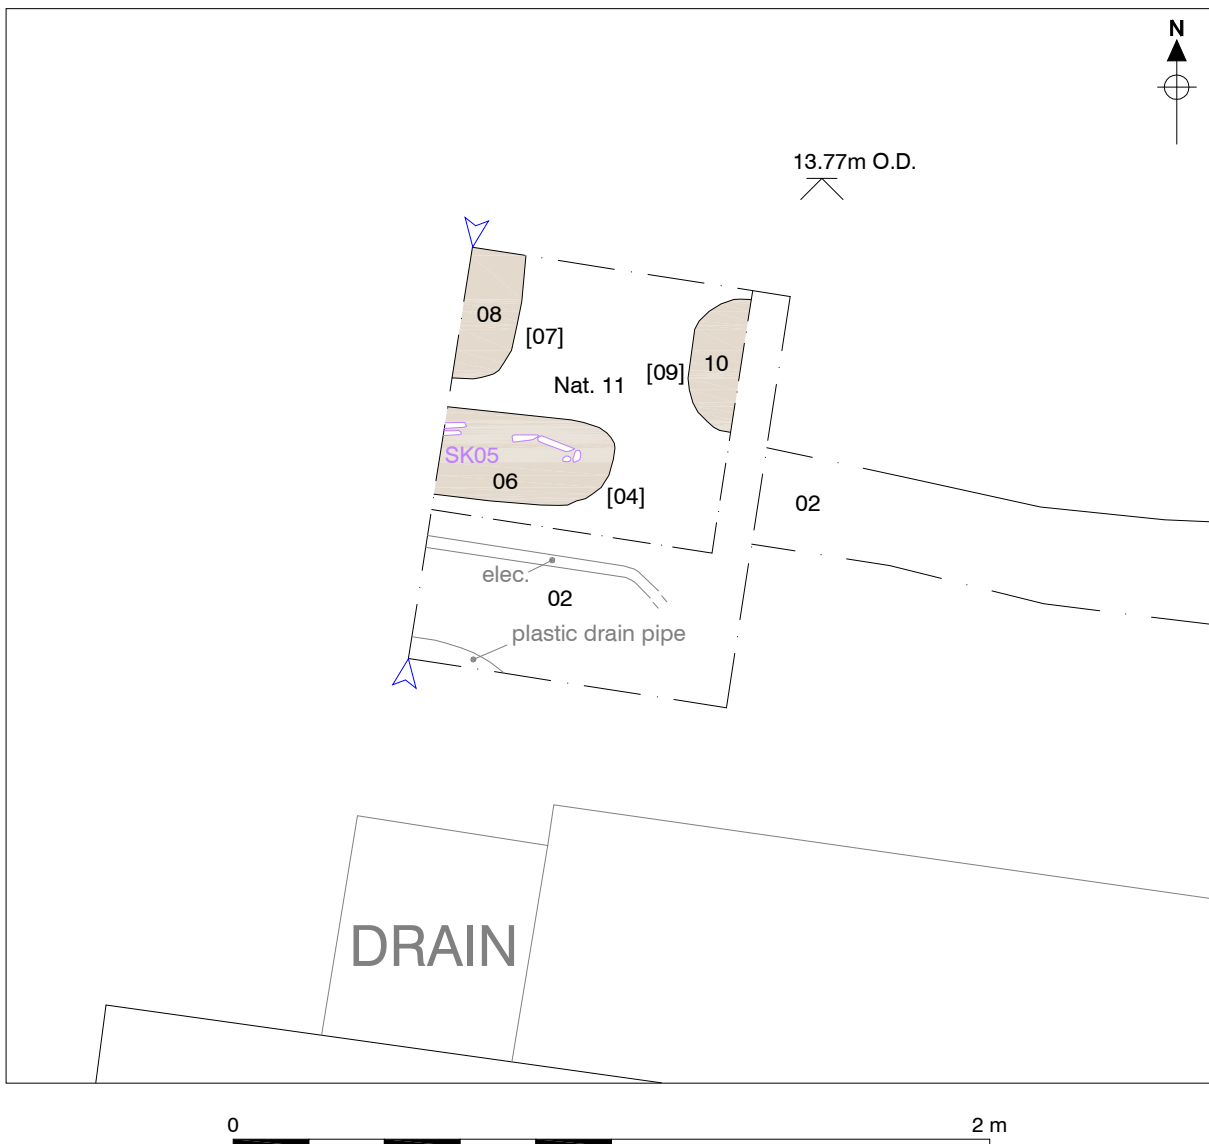 N
13.77m O.D.
08
[07]
10
[09]
Nat. 11
SK05
06
[04]
02
elec.
02
plastic drain pipe
DRAIN
0
2 m